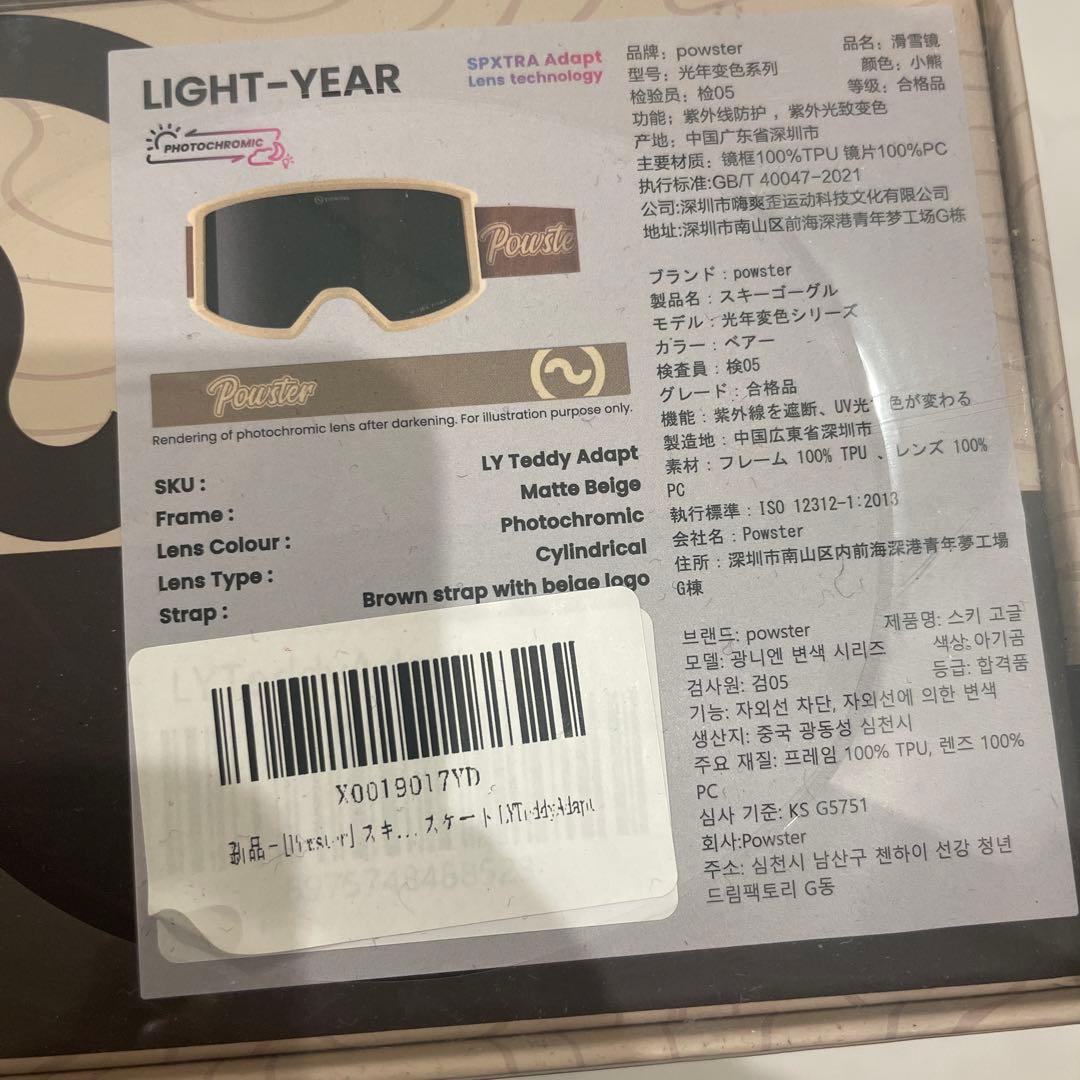 LIGHT-YEAR
SPXTRA Adapt
Lens technology
PHOTOCHROMIC
Powste
Powster
Rendering of photochromic lens after darkening. For illustration purpose only.
SKU : LY Teddy Adapt
Frame : Matte Beige
Lens Colour : Photochromic
Lens Type : Cylindrical
Strap : Brown strap with beige logo
X0019017YD
新品 - スキ... スケート LYTeddyAdapt
品牌：powster 品名：滑雪镜
型号：光年变色系列 颜色：小熊
检验员：检05 等级：合格品
功能：紫外线防护，紫外光致变色
产地：中国广东省深圳市
主要材质：镜框100%TPU 镜片100%PC
执行标准:GB/T 40047-2021
公司:深圳市嗨爽歪运动科技文化有限公司
地址:深圳市南山区前海深港青年梦工场G栋
ブランド：powster
製品名：スキーゴーグル
モデル：光年変色シリーズ
カラー：ベアー
検査員：検05
グレード：合格品
機能：紫外線を遮断、UV光 色が変わる
製造地：中国広東省深圳市
素材：フレーム 100% TPU 、レンズ 100%
PC
執行標準：ISO 12312-1:2013
会社名：Powster
住所：深圳市南山区内前海深港青年夢工場
G棟
브랜드: powster 제품명: 스키 고글
모델: 광니엔 변색 시리즈 색상:아기곰
검사원: 검05 등급: 합격품
기능: 자외선 차단, 자외선에 의한 변색
생산지: 중국 광동성 심천시
주요 재질: 프레임 100% TPU, 렌즈 100%
PC
심사 기준: KS G5751
회사:Powster
주소: 심천시 남산구 첸하이 선강 청년
드림팩토리 G동